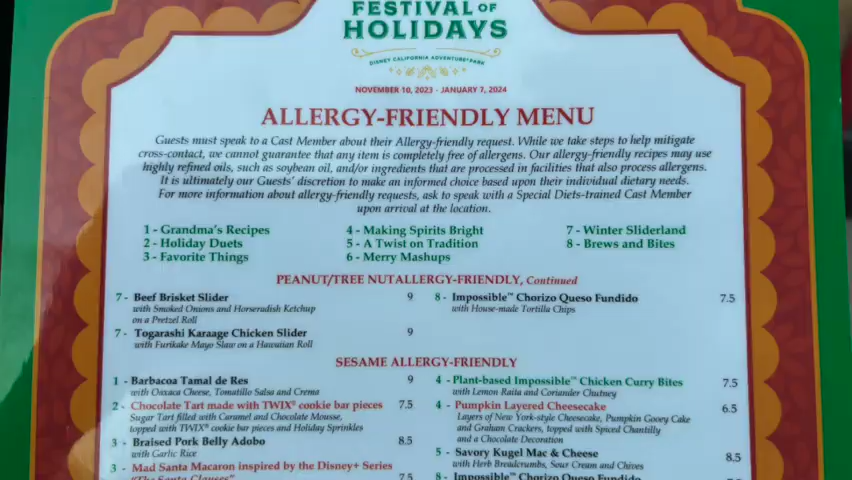 FESTIVAL OF
HOLIDAYS
DISNEY CALIFORNIA ADVENTURE® PARK
NOVEMBER 10, 2023 - JANUARY 7, 2024
ALLERGY-FRIENDLY MENU
Guests must speak to a Cast Member about their Allergy-friendly request. While we take steps to help mitigate
cross-contact, we cannot guarantee that any item is completely free of allergens. Our allergy-friendly recipes may use
highly refined oils, such as soybean oil, and/or ingredients that are processed in facilities that also process allergens.
It is ultimately our Guests' discretion to make an informed choice based upon their individual dietary needs.
For more information about allergy-friendly requests, ask to speak with a Special Diets-trained Cast Member
upon arrival at the location.
1 - Grandma's Recipes
2 - Holiday Duets
3 - Favorite Things
4 - Making Spirits Bright
5 - A Twist on Tradition
6 - Merry Mashups
7 - Winter Sliderland
8 - Brews and Bites
PEANUT/TREE NUTALLERGY-FRIENDLY, Continued
7 - Beef Brisket Slider 9
with Smoked Onions and Horseradish Ketchup
on a Pretzel Roll
7 - Togarashi Karaage Chicken Slider 9
with Furikake Mayo Slaw on a Hawaiian Roll
8 - Impossible™ Chorizo Queso Fundido 7.5
with House-made Tortilla Chips
SESAME ALLERGY-FRIENDLY
1 - Barbacoa Tamal de Res 9
with Oaxaca Cheese, Tomatillo Salsa and Crema
2 - Chocolate Tart made with TWIX® cookie bar pieces 7.5
Sugar Tart filled with Caramel and Chocolate Mousse,
topped with TWIX® cookie bar pieces and Holiday Sprinkles
3 - Braised Pork Belly Adobo 8.5
with Garlic Rice
3 - Mad Santa Macaron inspired by the Disney+ Series
"The Santa Clauses" 7.5
4 - Plant-based Impossible™ Chicken Curry Bites 7.5
with Lemon Raita and Coriander Chutney
4 - Pumpkin Layered Cheesecake 6.5
Layers of New York-style Cheesecake, Pumpkin Gooey Cake
and Graham Crackers, topped with Spiced Chantilly
and a Chocolate Decoration
5 - Savory Kugel Mac & Cheese 8.5
with Herb Breadcrumbs, Sour Cream and Chives
8 - Impossible™ Chorizo Queso Fundido